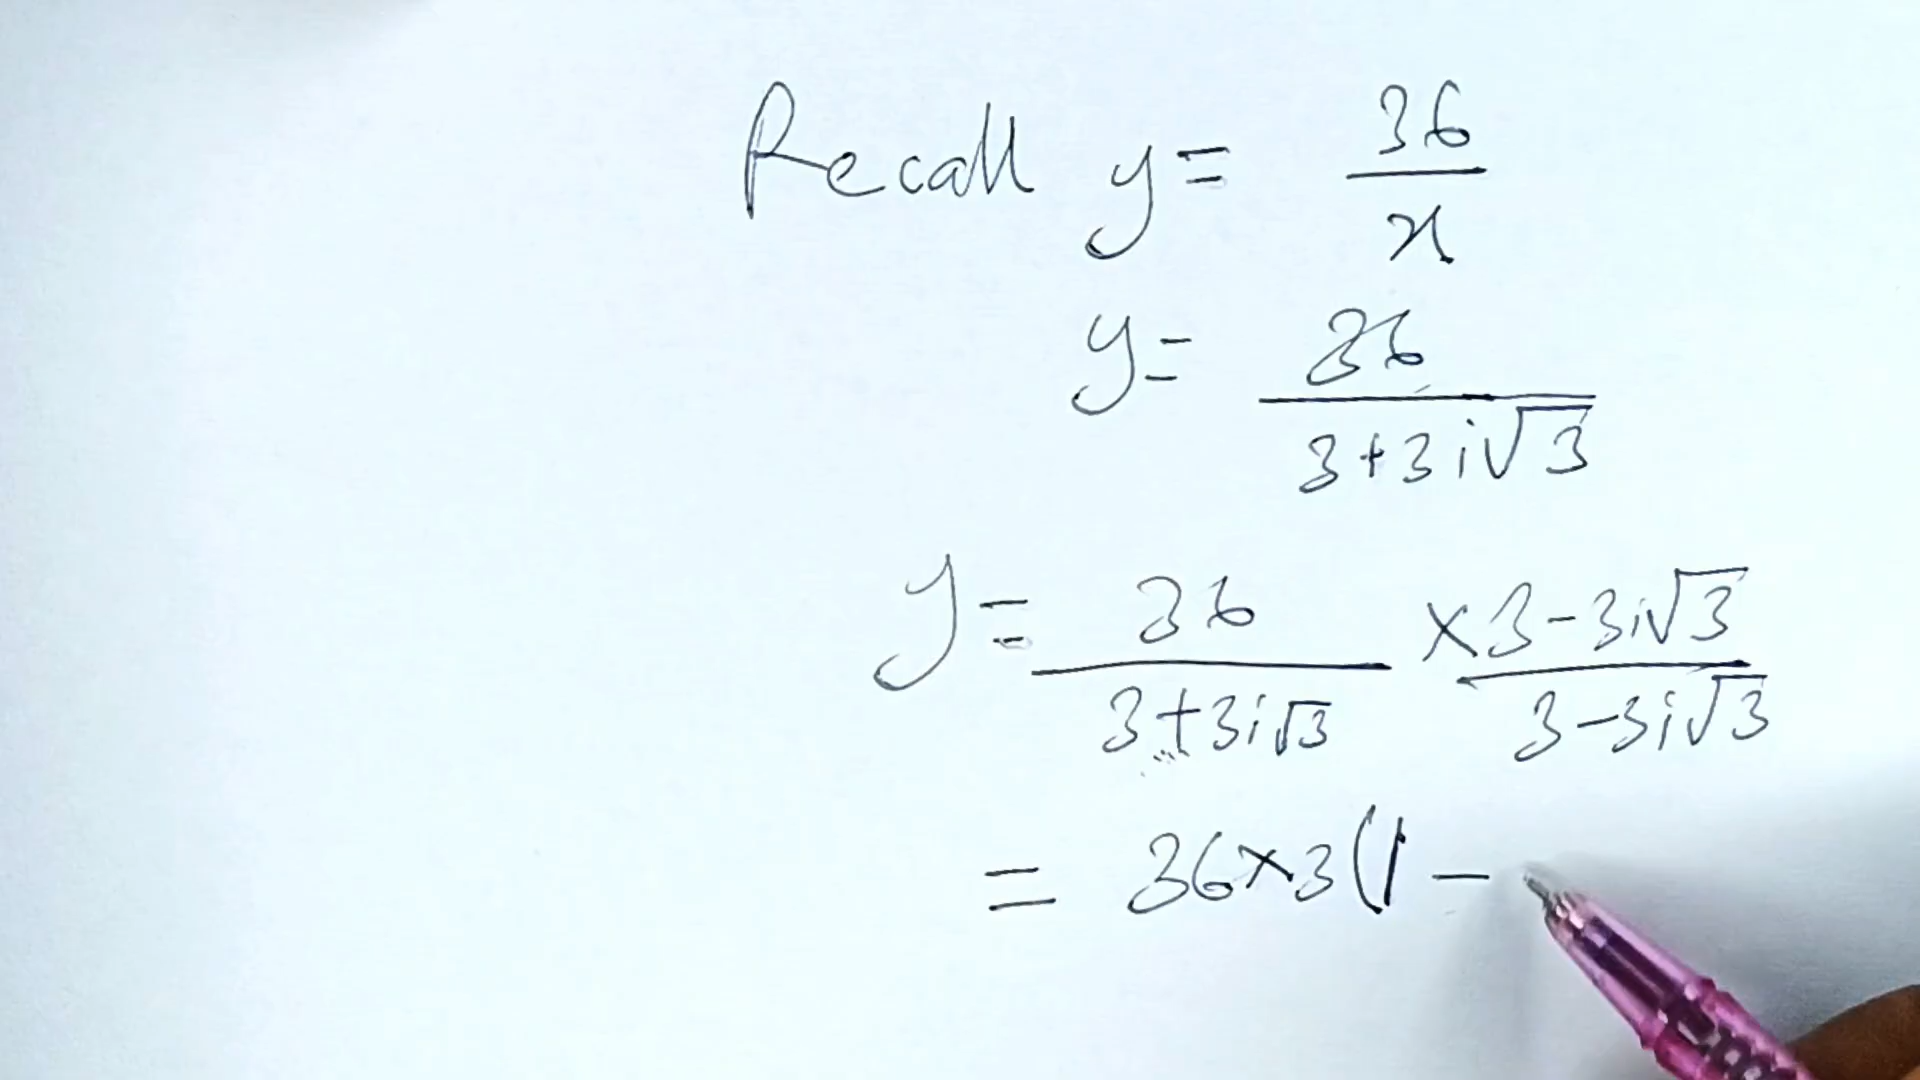 Recall y = 36/x
y = 36/(3+3i√3)
y = 36/(3+3i√3) × (3-3i√3)/(3-3i√3)
= 36×3(1 -